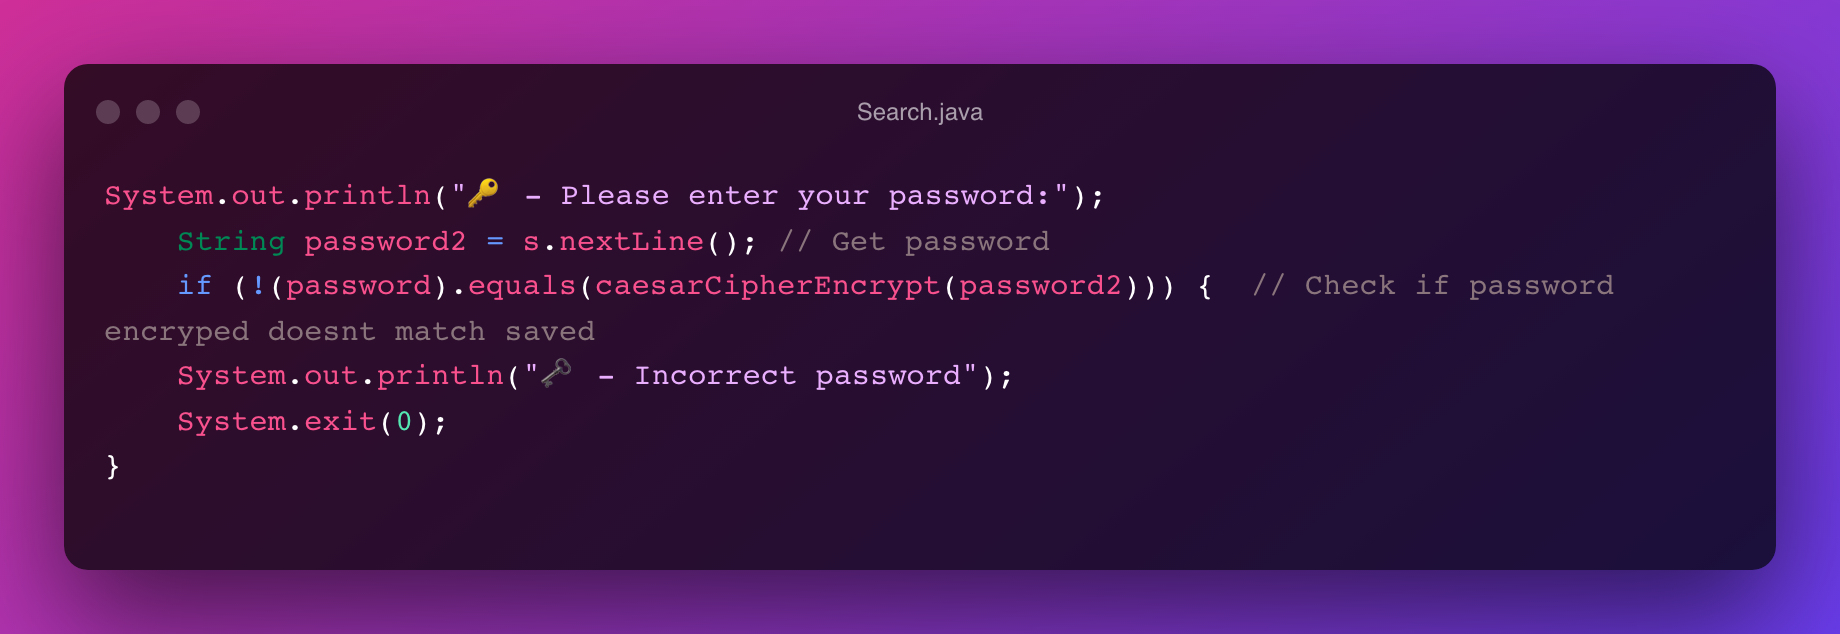 Search.java
System.out.println("🔑 - Please enter your password:");
    String password2 = s.nextLine(); // Get password
    if (!(password).equals(caesarCipherEncrypt(password2))) {  // Check if password
encryped doesnt match saved
    System.out.println("🗝 - Incorrect password");
    System.exit(0);
}